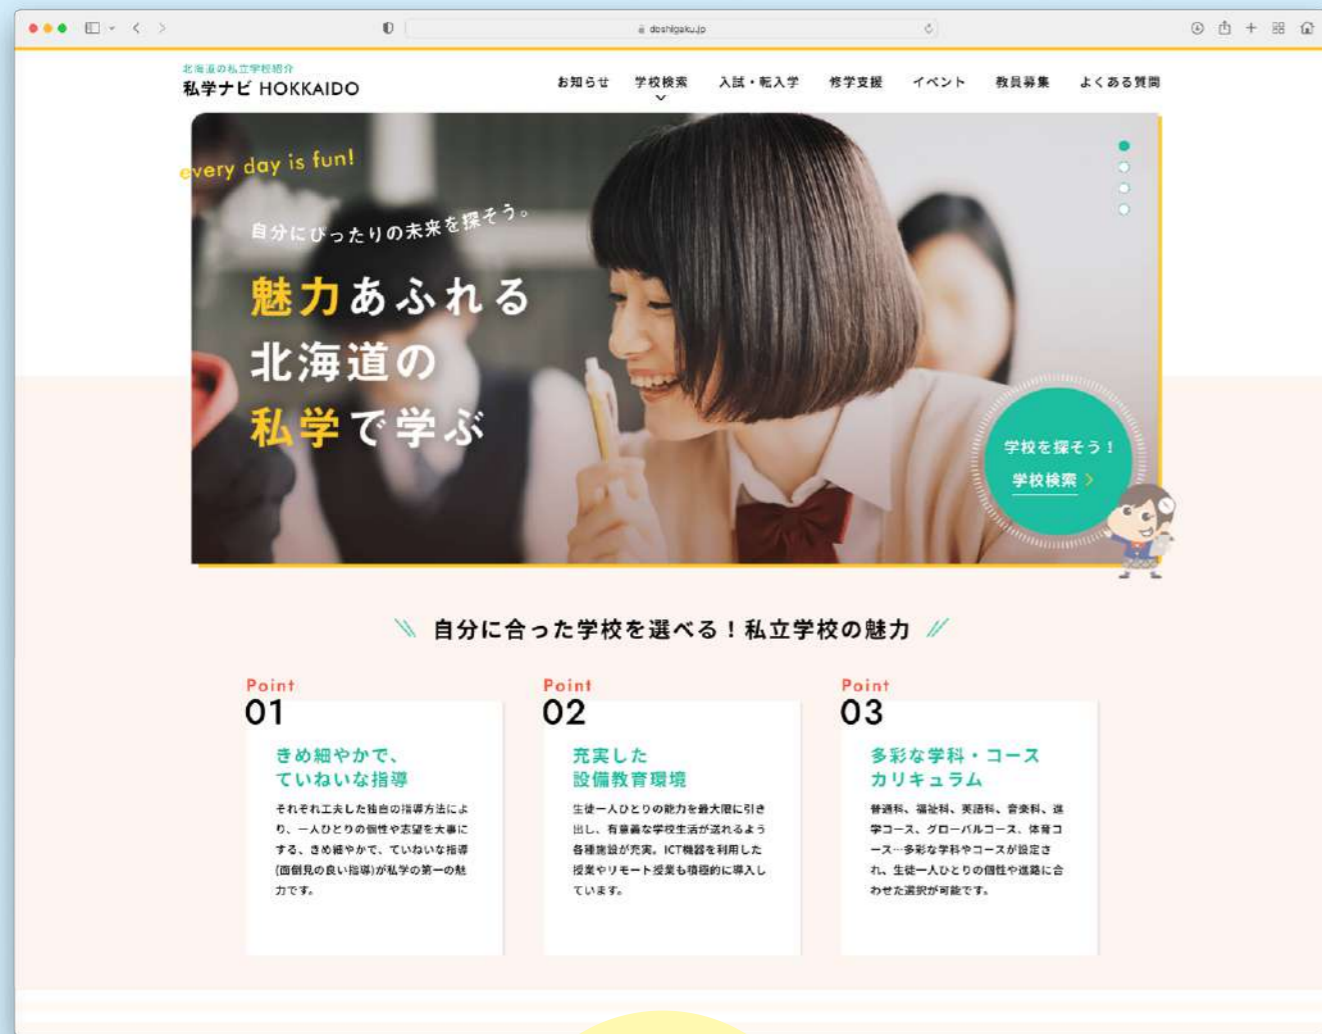 doshigaku.jp
北海道の私立学校紹介
私学ナビ HOKKAIDO
お知らせ 学校検索 入試・転入学 修学支援 イベント 教員募集 よくある質問
every day is fun!
自分にぴったりの未来を探そう。
魅力あふれる
北海道の
私学で学ぶ
学校を探そう！
学校検索
自分に合った学校を選べる！私立学校の魅力
Point
01
きめ細やかで、
ていねいな指導
それぞれ工夫した独自の指導方法によ
り、一人ひとりの個性や志望を大事に
する、きめ細やかで、ていねいな指導
(面倒見の良い指導)が私学の第一の魅
力です。
Point
02
充実した
設備教育環境
生徒一人ひとりの能力を最大限に引き
出し、有意義な学校生活が送れるよう
各種施設が充実。ICT機器を利用した
授業やリモート授業も積極的に導入し
ています。
Point
03
多彩な学科・コース
カリキュラム
普通科、福祉科、英語科、音楽科、進
学コース、グローバルコース、体育コ
ース…多彩な学科やコースが設定さ
れ、生徒一人ひとりの個性や進路に合
わせた選択が可能です。